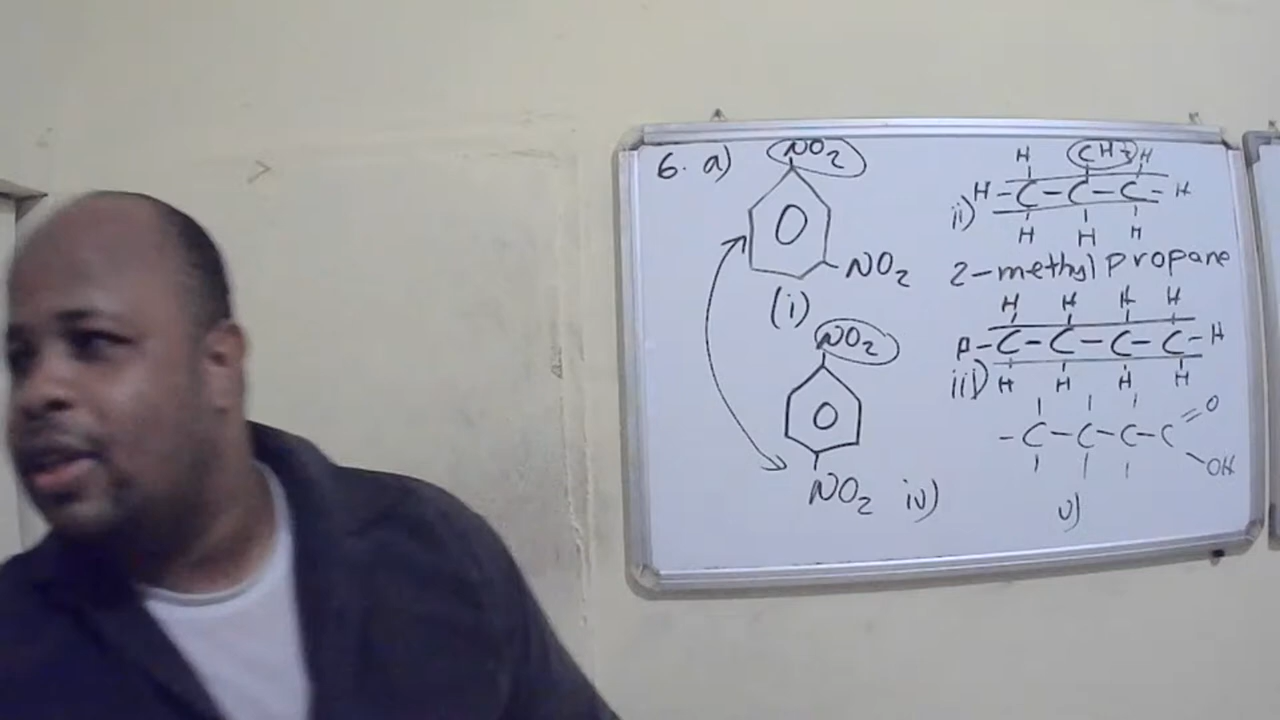 6. a) NO2
NO2
(i)
NO2
NO2 iv)
H CH3 H
ii) H-C-C-C-H
H H H
2-methyl propane
H H H H
H-C-C-C-C-H
iii) H H H H
-C-C-C-C=O
OH
v)